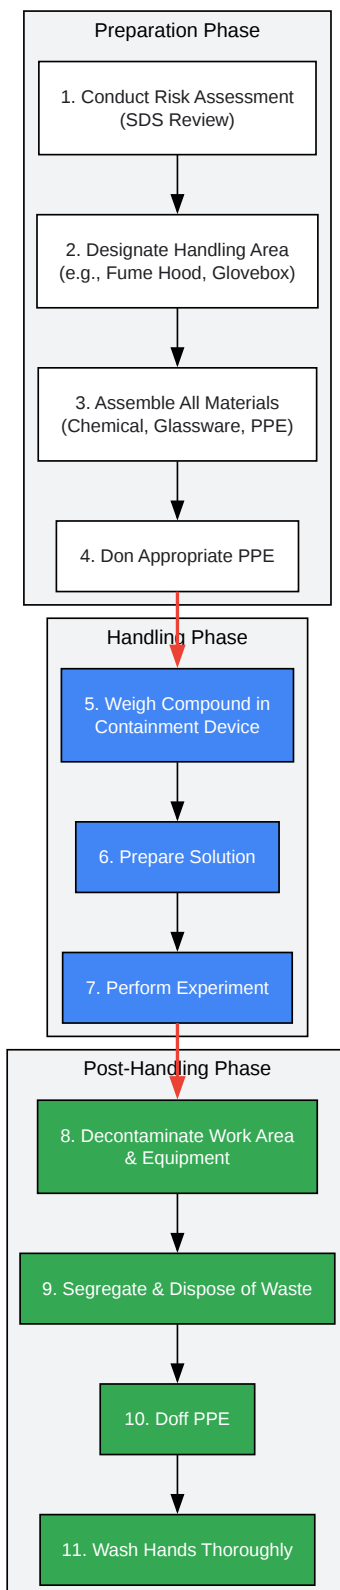 Preparation Phase
1. Conduct Risk Assessment
(SDS Review)
2. Designate Handling Area
(e.g., Fume Hood, Glovebox)
3. Assemble All Materials
(Chemical, Glassware, PPE)
4. Don Appropriate PPE
Handling Phase
5. Weigh Compound in
Containment Device
6. Prepare Solution
7. Perform Experiment
Post-Handling Phase
8. Decontaminate Work Area
& Equipment
9. Segregate & Dispose of Waste
10. Doff PPE
11. Wash Hands Thoroughly